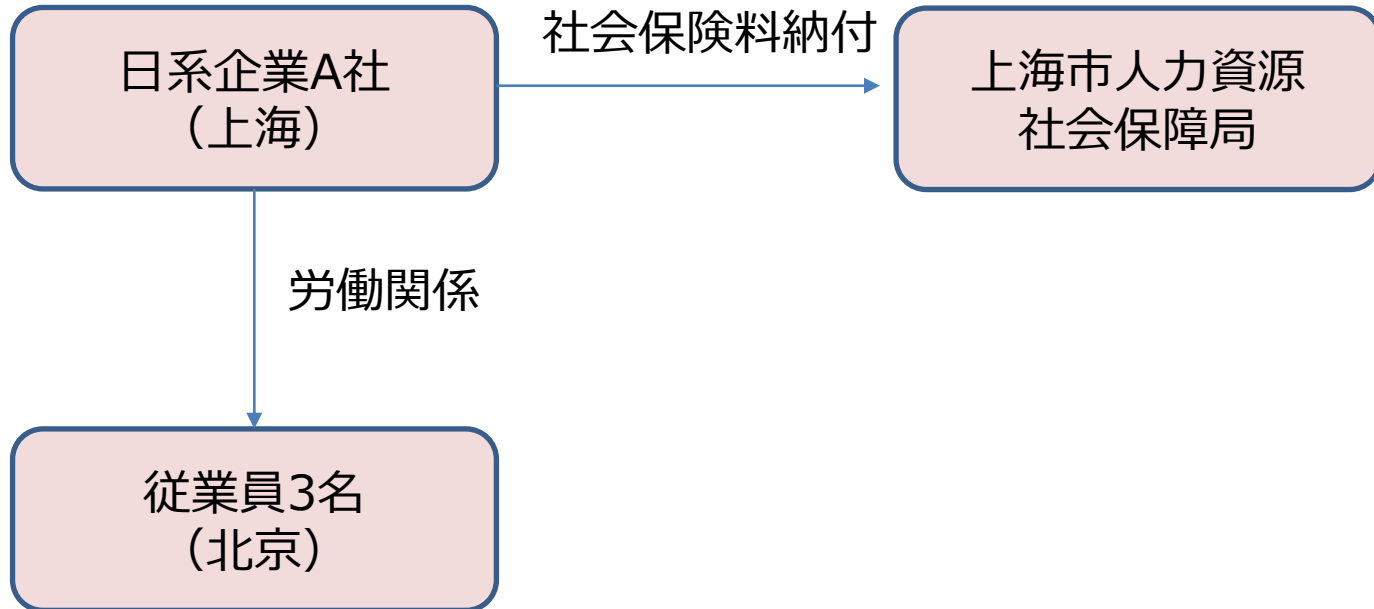 社会保険料納付
日系企業A社
（上海）
上海市人力資源
社会保障局
労働関係
従業員3名
（北京）